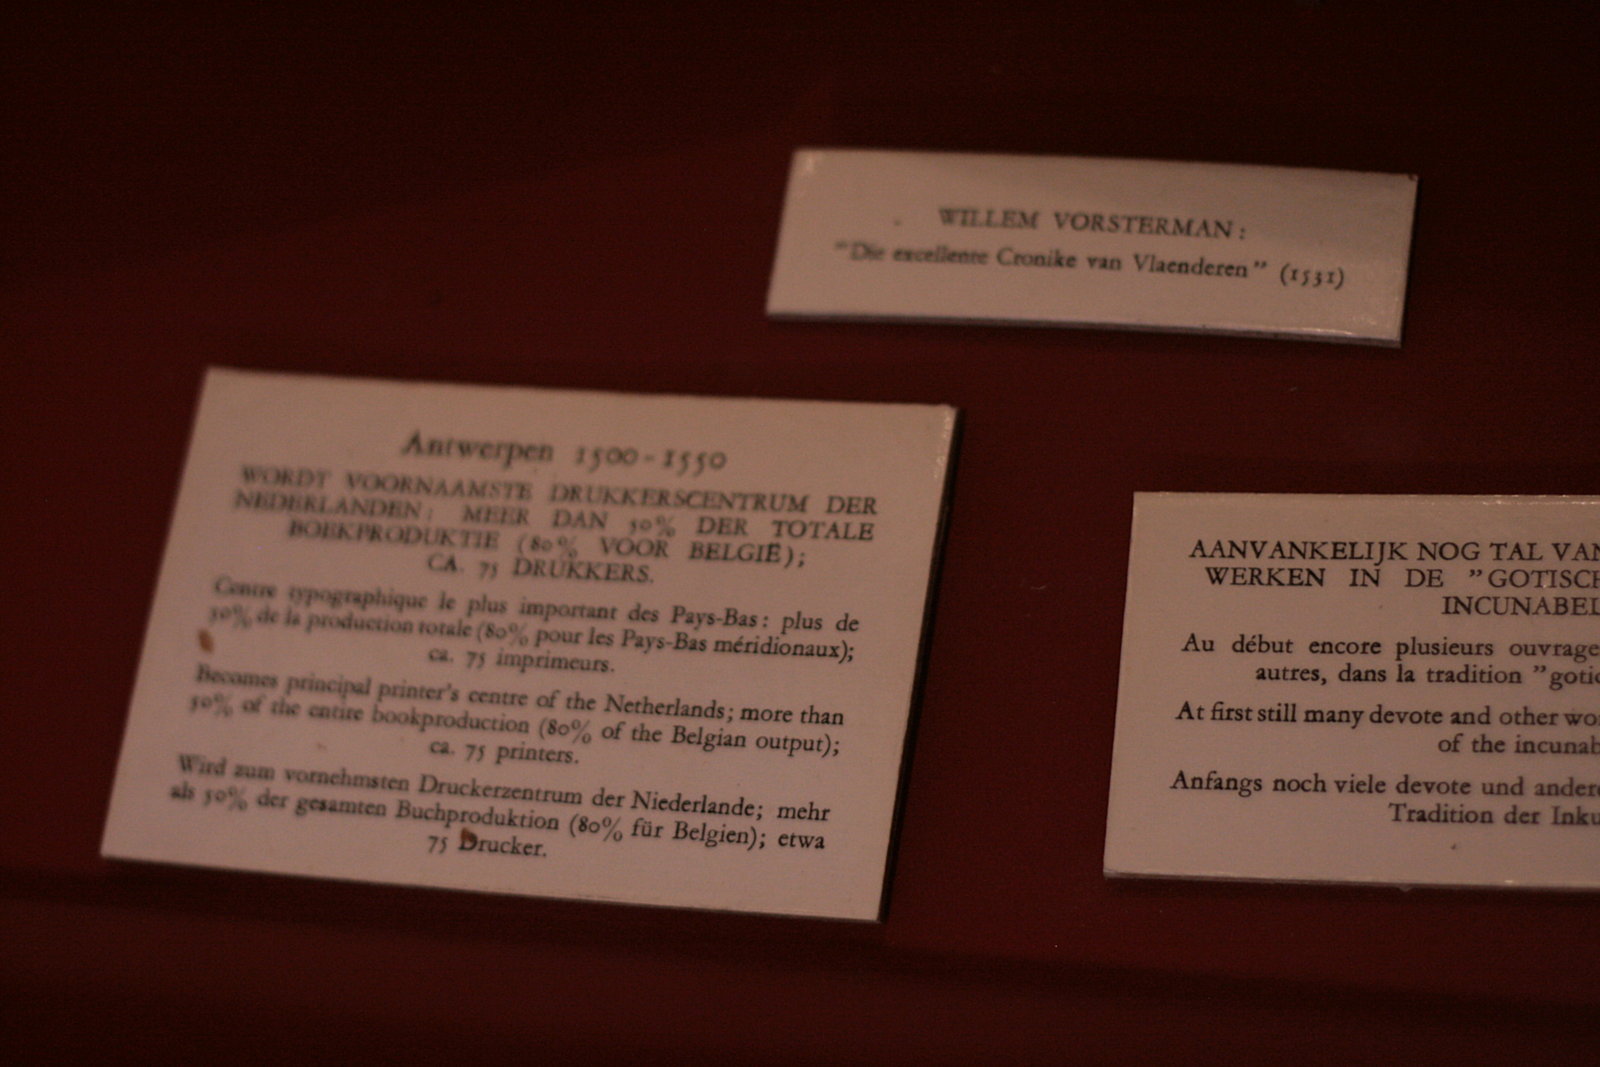 WILLEM VORSTERMAN:
"Die excellente Cronike van Vlaenderen" (1531)
Antwerpen 1500-1550
WORDT VOORNAAMSTE DRUKKERSCENTRUM DER
NEDERLANDEN: MEER DAN 50% DER TOTALE
BOEKPRODUKTIE (80% VOOR BELGIË);
CA. 75 DRUKKERS.
Centre typographique le plus important des Pays-Bas: plus de
50% de la production totale (80% pour les Pays-Bas méridionaux);
ca. 75 imprimeurs.
Becomes principal printer's centre of the Netherlands; more than
50% of the entire bookproduction (80% of the Belgian output);
ca. 75 printers.
Wird zum vornehmsten Druckerzentrum der Niederlande; mehr
als 50% der gesamten Buchproduktion (80% für Belgien); etwa
75 Drucker.
AANVANKELIJK NOG TAL VAN
WERKEN IN DE "GOTISCH
INCUNABEL
Au début encore plusieurs ouvrage
autres, dans la tradition "gotic
At first still many devote and other wo
of the incunab
Anfangs noch viele devote und ander
Tradition der Inku